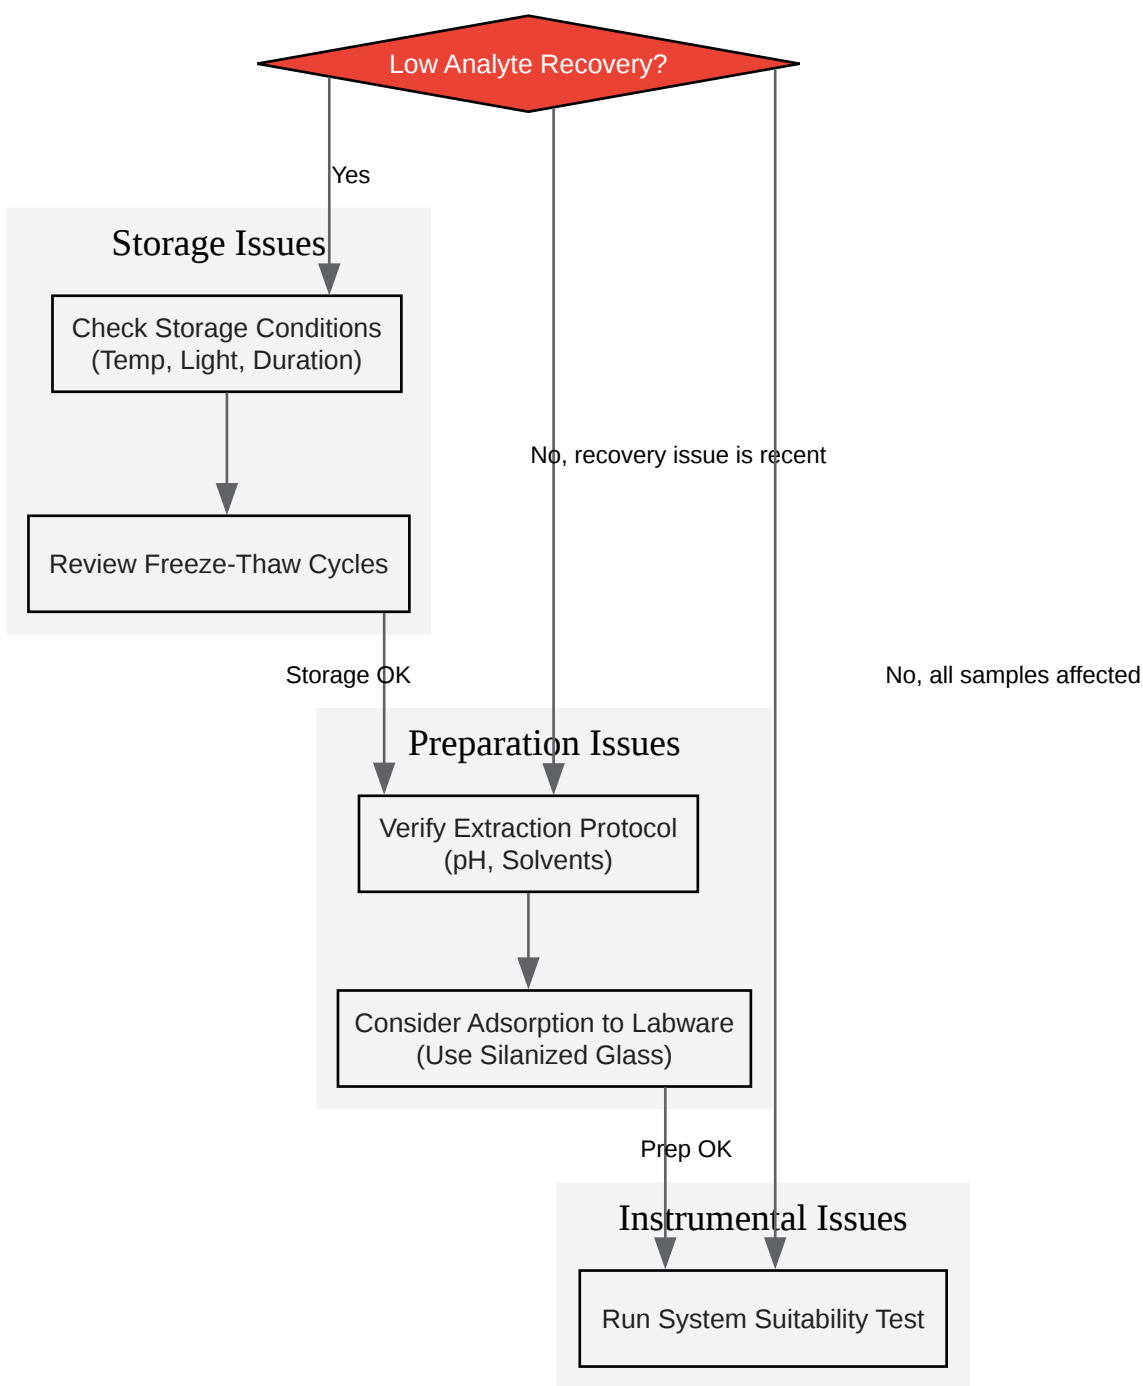 Low Analyte Recovery?
Yes
Storage Issues
Check Storage Conditions
(Temp, Light, Duration)
No, recovery issue is recent
Review Freeze-Thaw Cycles
Storage OK
No, all samples affected
Preparation Issues
Verify Extraction Protocol
(pH, Solvents)
Consider Adsorption to Labware
(Use Silanized Glass)
Prep OK
Instrumental Issues
Run System Suitability Test